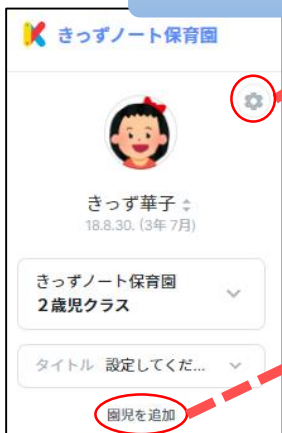 きっずノート保育園
きっず華子
18.8.30. (3年 7月)
きっずノート保育園
2歳児クラス
タイトル 設定してくだ...
園児を追加